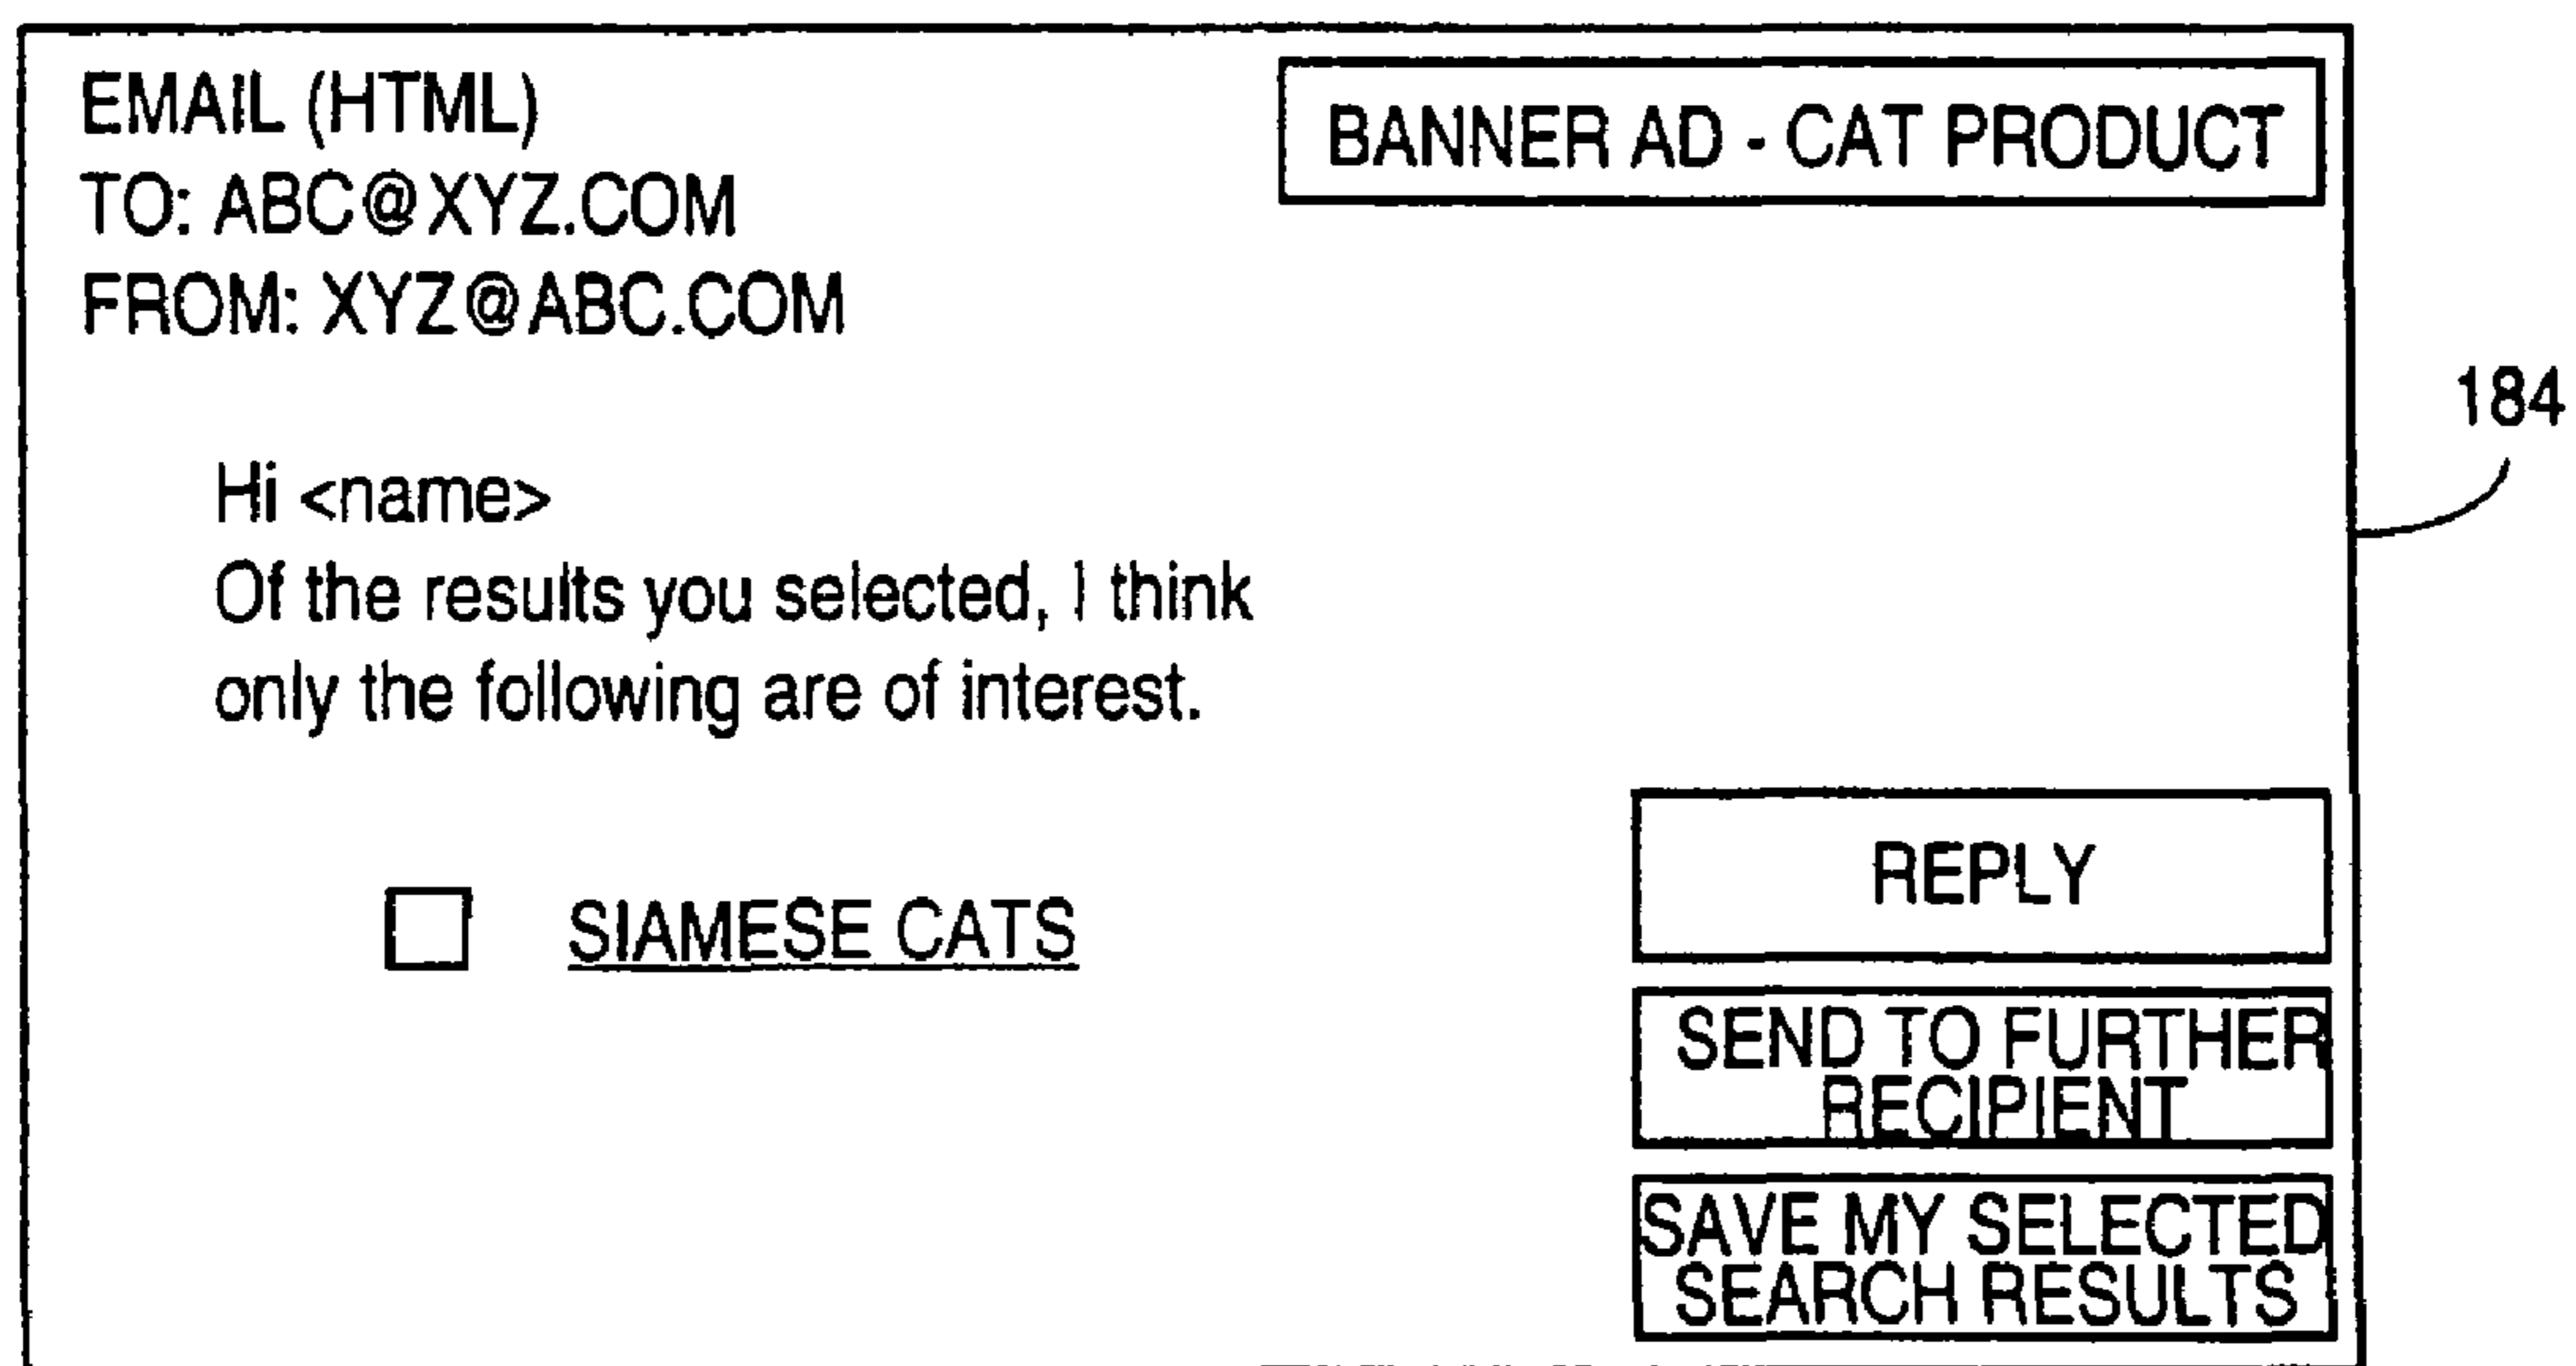 EMAIL (HTML)
TO: ABC@XYZ.COM
FROM: XYZ@ABC.COM
BANNER AD - CAT PRODUCT
184
Hi <name>
Of the results you selected, I think
only the following are of interest.
SIAMESE CATS
REPLY
SEND TO FURTHER
RECIPIENT
SAVE MY SELECTED
SEARCH RESULTS